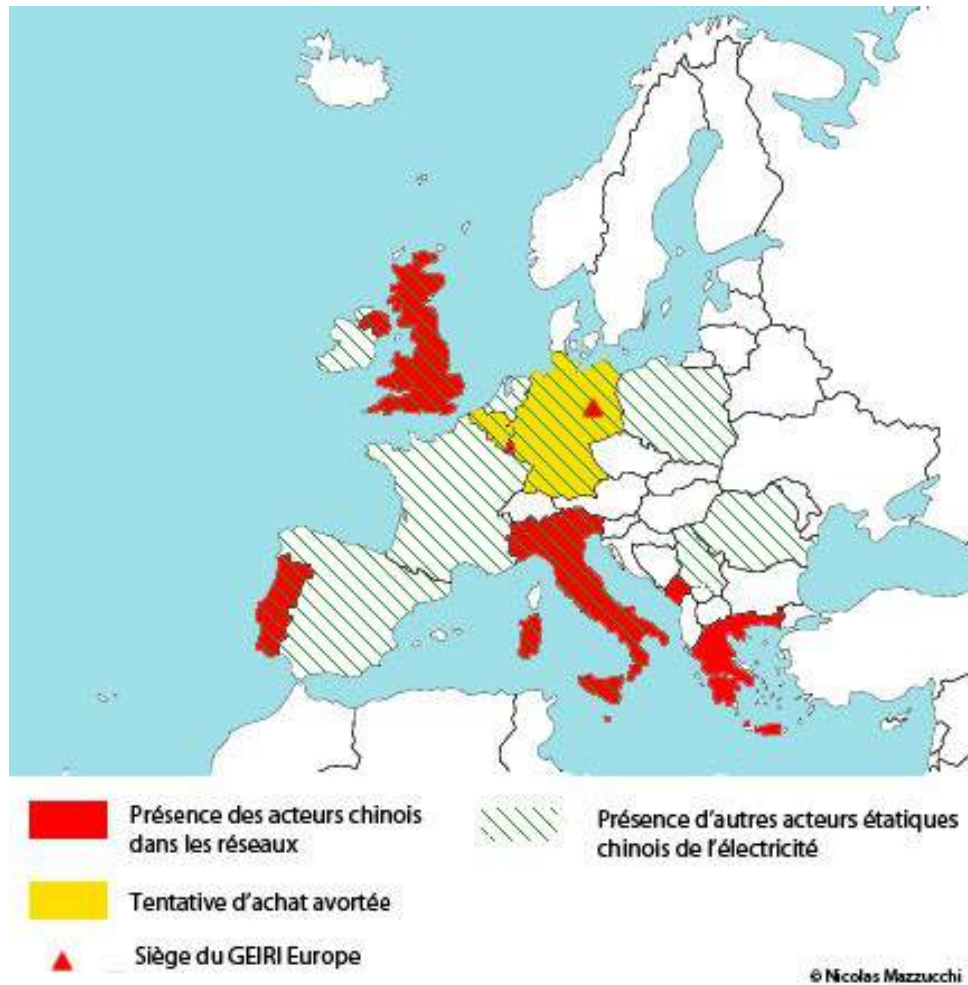 Présence des acteurs chinois
dans les réseaux
Présence d'autres acteurs étatiques
chinois de l'électricité
Tentative d'achat avortée
Siège du GEIRI Europe
© Nicolas Mazzucchi